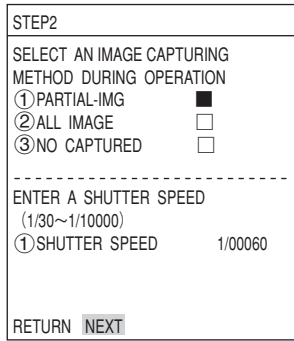 STEP2
SELECT AN IMAGE CAPTURING
METHOD DURING OPERATION
①PARTIAL-IMG ■
②ALL IMAGE □
③NO CAPTURED □
ENTER A SHUTTER SPEED
(1/30～1/10000)
①SHUTTER SPEED 1/00060
RETURN NEXT